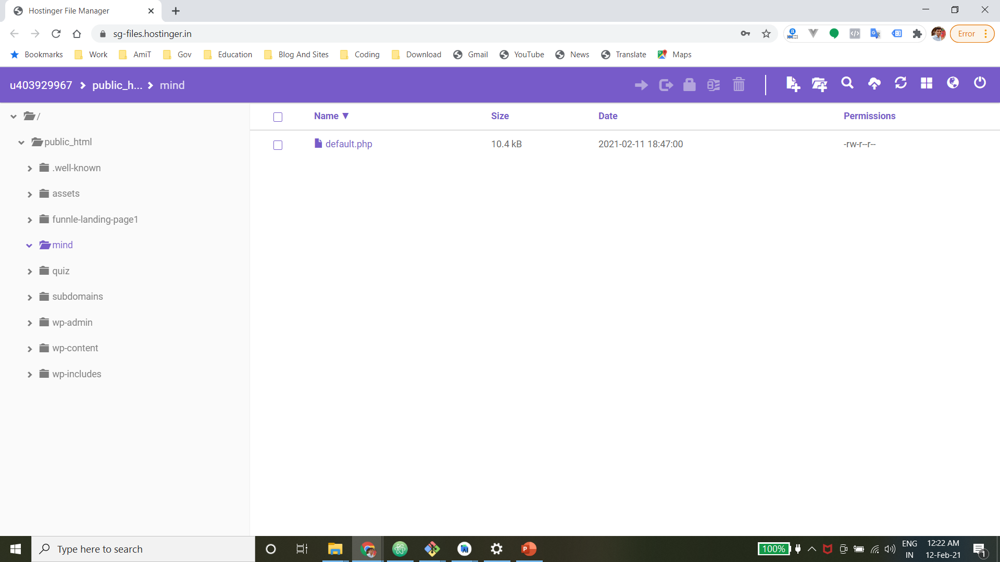 Hostinger File Manager
sg-files.hostinger.in
Error
Bookmarks Work AmiT Gov Education Blog And Sites Coding Download Gmail YouTube News Translate Maps
u403929967 public_h... mind
/
public_html
.well-known
assets
funnle-landing-page1
mind
quiz
subdomains
wp-admin
wp-content
wp-includes
Name ▼ Size Date Permissions
default.php 10.4 kB 2021-02-11 18:47:00 -rw-r--r--
Type here to search
100%
ENG
IN
12:22 AM
12-Feb-21
1